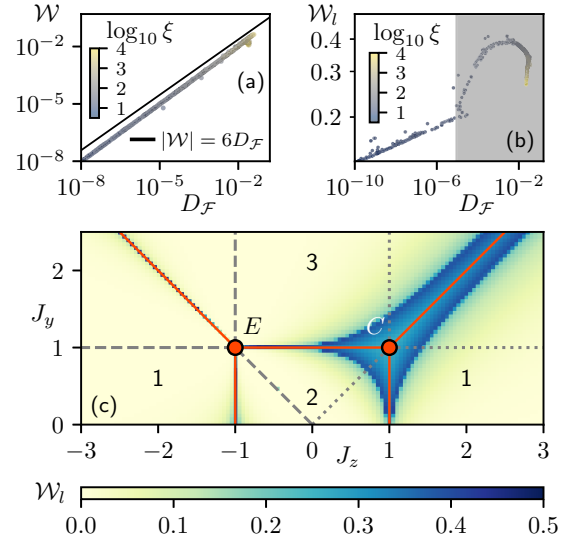 𝒲
10⁻²
10⁻⁵
10⁻⁸
log₁₀ ξ
4
3
2
1
(a)
|𝒲| = 6D_ℱ
10⁻⁸ 10⁻⁵ 10⁻²
D_ℱ
𝒲_l
0.4
0.3
0.2
log₁₀ ξ
4
3
2
1
(b)
10⁻¹⁰ 10⁻⁶ 10⁻²
D_ℱ
J_y
2
1
0
3
E
C
1
2
1
(c)
−3 −2 −1 0 1 2 3
J_z
𝒲_l
0.0 0.1 0.2 0.3 0.4 0.5